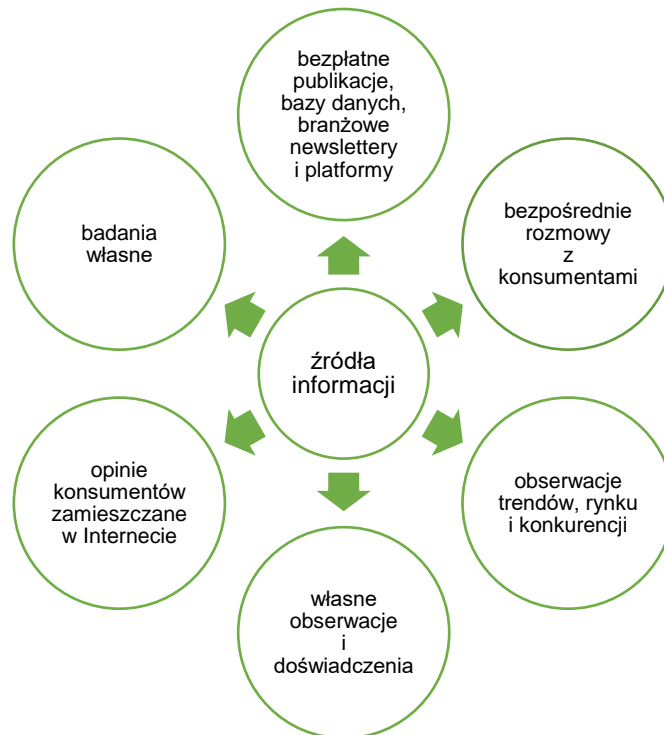 bezpłatne
publikacje,
bazy danych,
branżowe
newslettery
i platformy
bezpośrednie
rozmowy
z
konsumentami
badania
własne
źródła
informacji
opinie
konsumentów
zamieszczane
w Internecie
obserwacje
trendów, rynku
i konkurencji
własne
obserwacje
i
doświadczenia